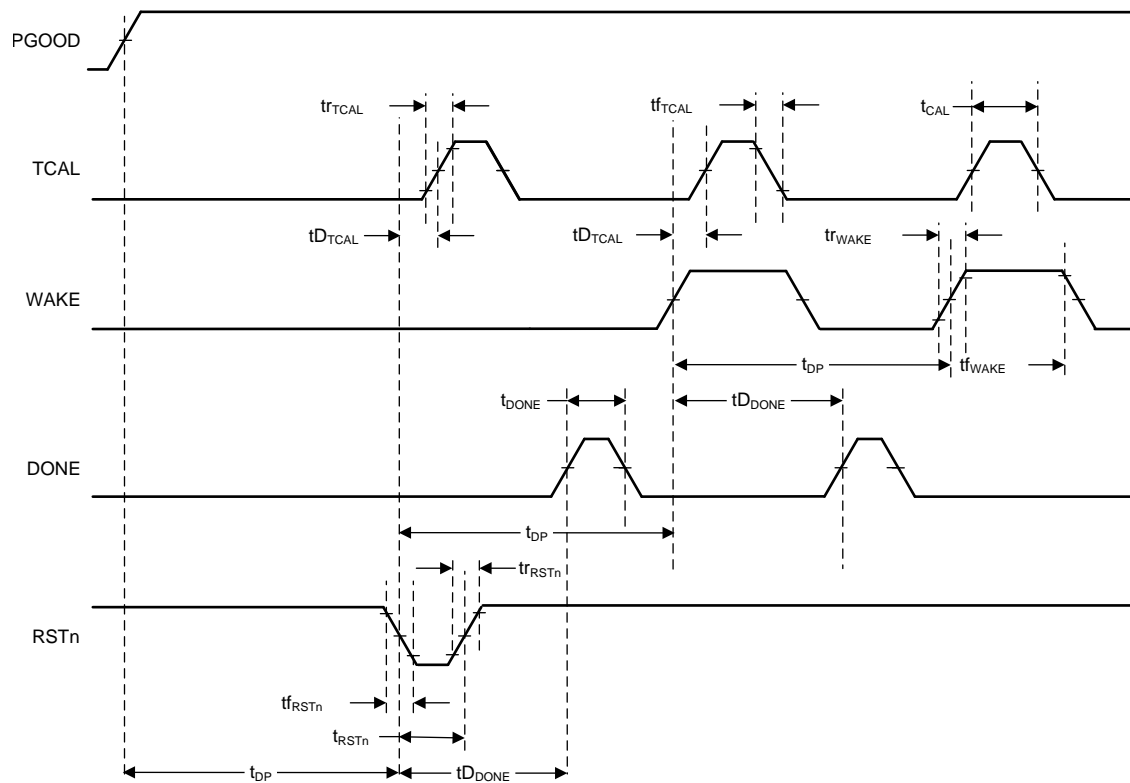 PGOOD
trTCAL
tfTCAL
tCAL
TCAL
tDTCAL
tDTCAL
trWAKE
WAKE
tDP
tfWAKE
tDONE
tDDONE
DONE
tDP
trRSTn
RSTn
tfRSTn
tRSTn
tDP
tDDONE